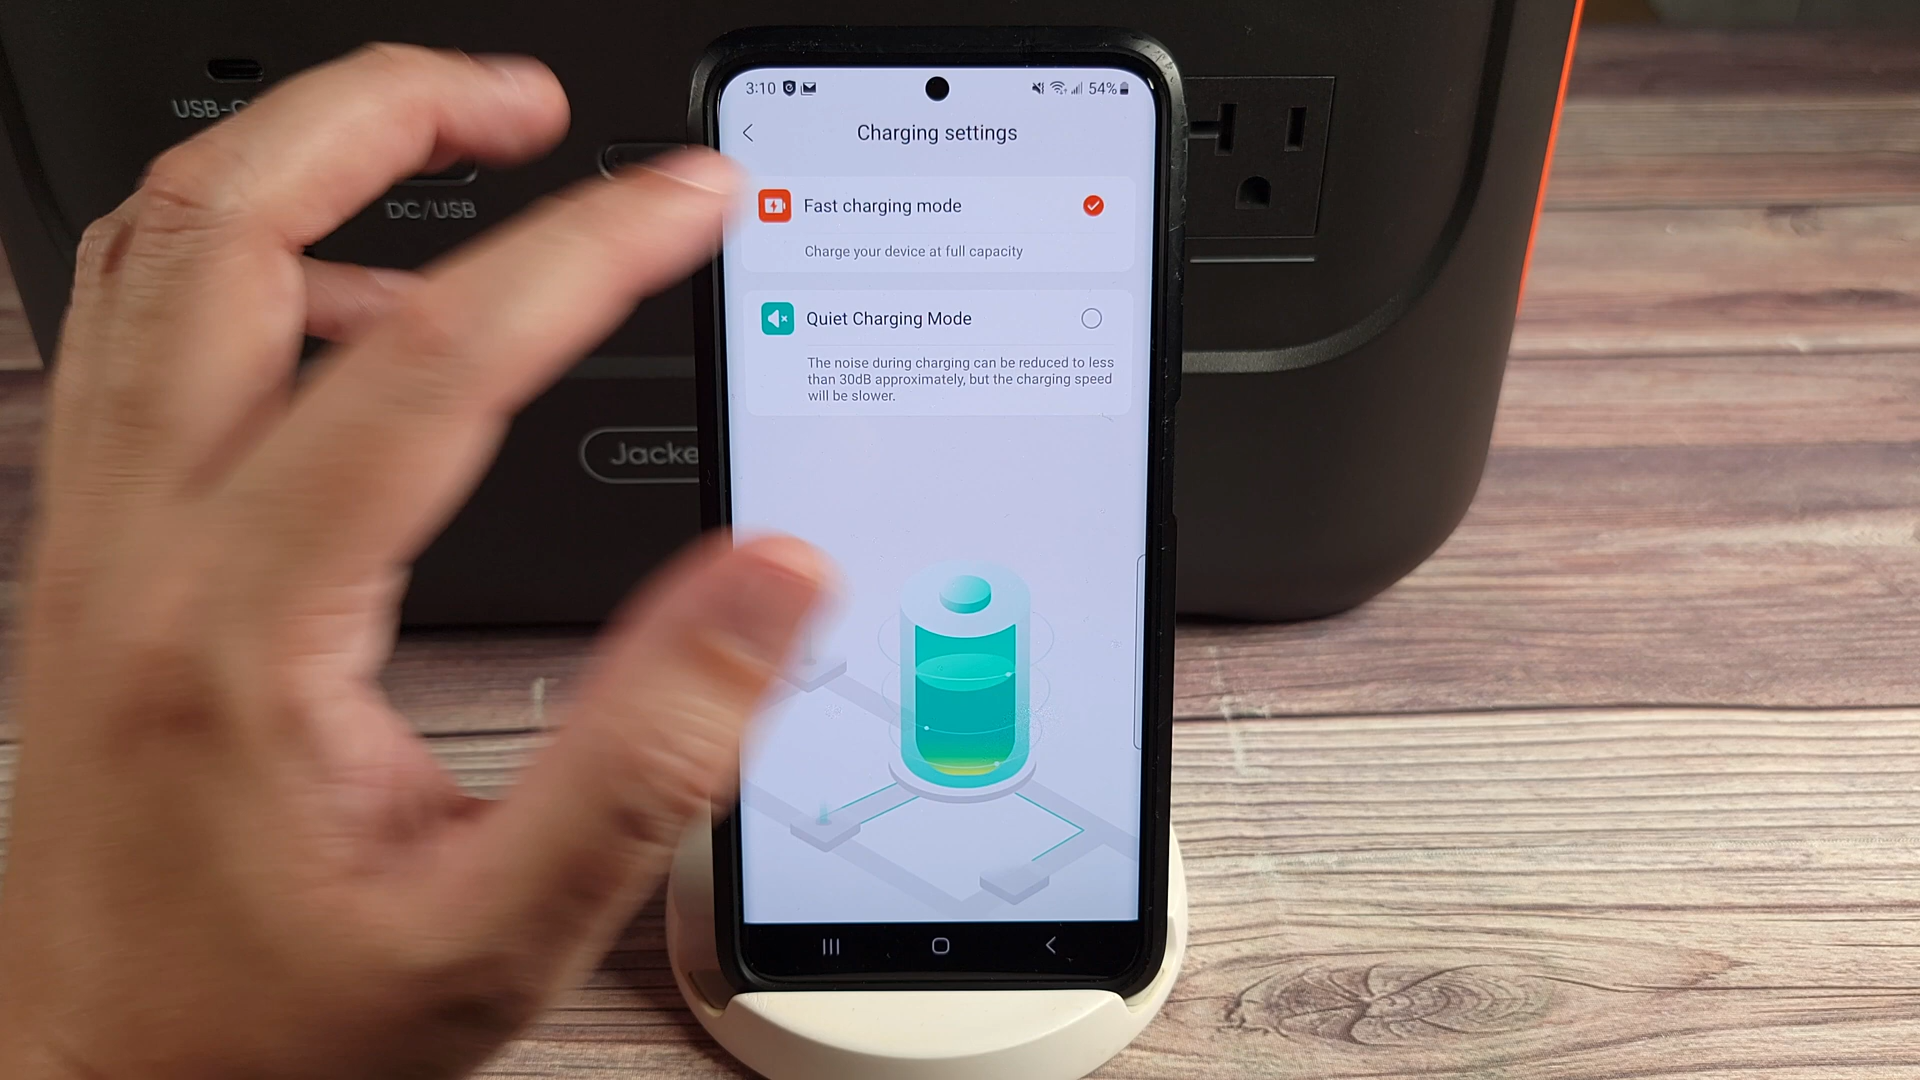 USB-C
DC/USB
Jacke
3:10
54%
Charging settings
Fast charging mode
Charge your device at full capacity
Quiet Charging Mode
The noise during charging can be reduced to less
than 30dB approximately, but the charging speed
will be slower.